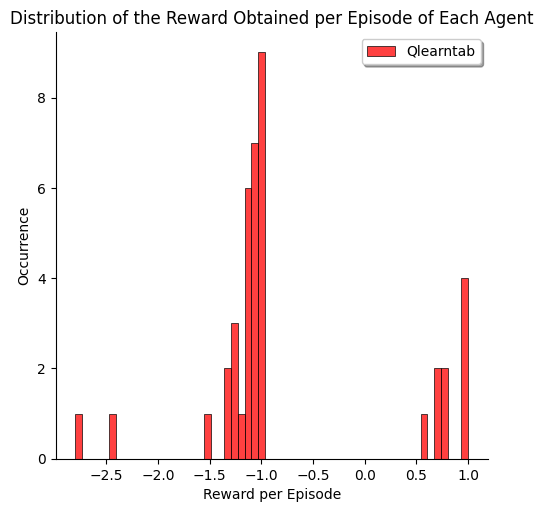 Distribution of the Reward Obtained per Episode of Each Agent
Qlearntab
Occurrence
8
6
4
2
0
−2.5 −2.0 −1.5 −1.0 −0.5 0.0 0.5 1.0
Reward per Episode